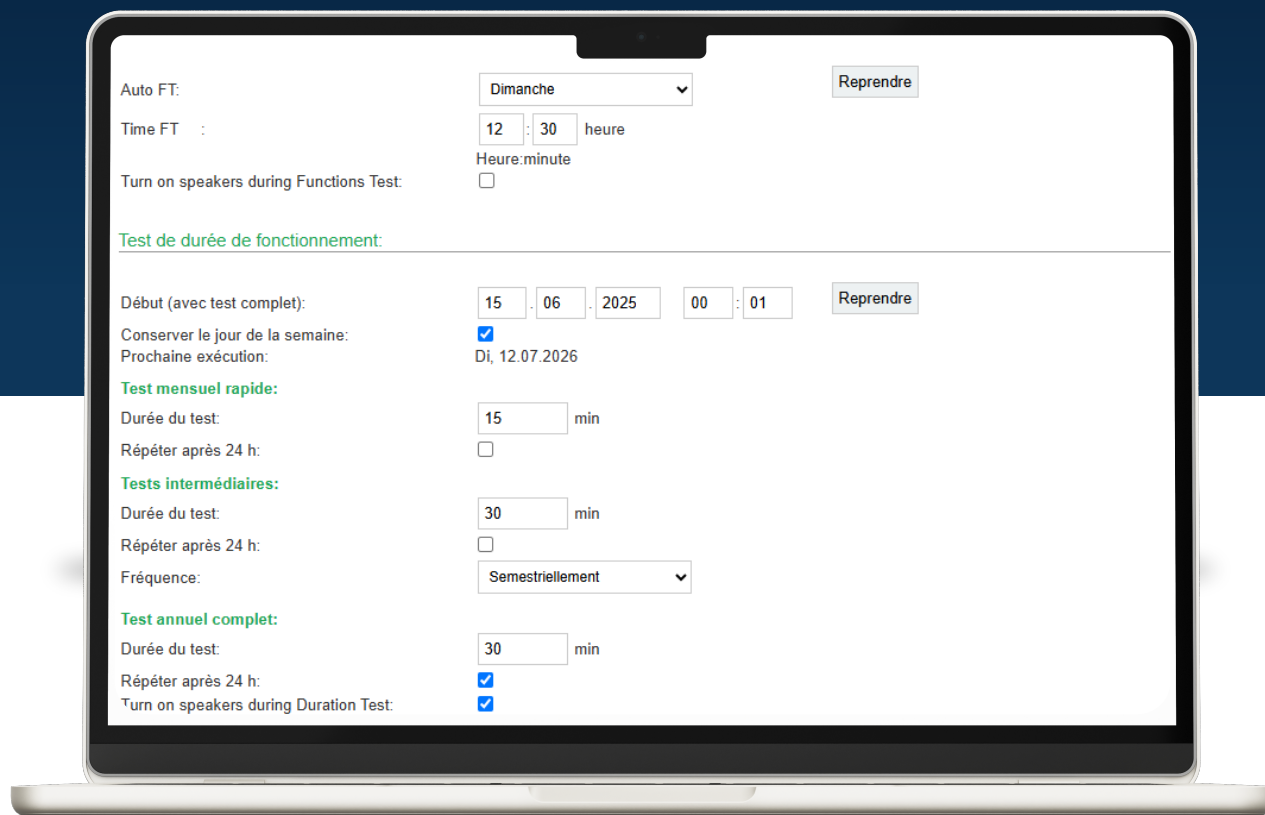 Auto FT: Dimanche Reprendre
Time FT : 12 : 30 heure
Heure:minute
Turn on speakers during Functions Test:
Test de durée de fonctionnement:
Début (avec test complet): 15 . 06 . 2025 00 : 01 Reprendre
Conserver le jour de la semaine:
Prochaine exécution: Di, 12.07.2026
Test mensuel rapide:
Durée du test: 15 min
Répéter après 24 h:
Tests intermédiaires:
Durée du test: 30 min
Répéter après 24 h:
Fréquence: Semestriellement
Test annuel complet:
Durée du test: 30 min
Répéter après 24 h:
Turn on speakers during Duration Test: